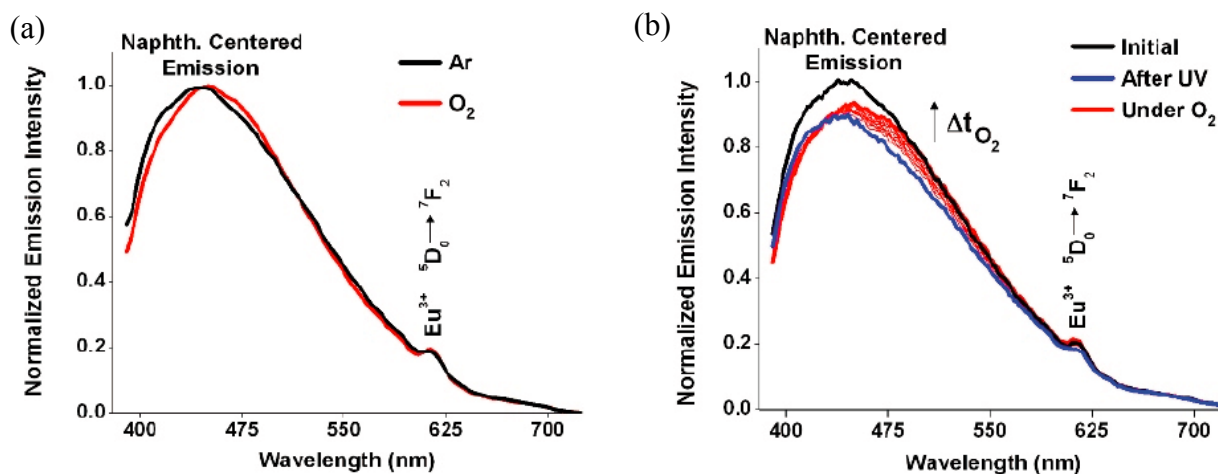 (a)
Naphth. Centered
Emission
Ar
O₂
1.0
0.8
0.6
0.4
0.2
0.0
Normalized Emission Intensity
Eu³⁺ ⁵D₀ → ⁷F₂
400
475
550
625
700
Wavelength (nm)
(b)
Naphth. Centered
Emission
Initial
After UV
Under O₂
Δt O₂
1.0
0.8
0.6
0.4
0.2
0.0
Normalized Emission Intensity
Eu³⁺ ⁵D₀ → ⁷F₂
400
475
550
625
700
Wavelength (nm)